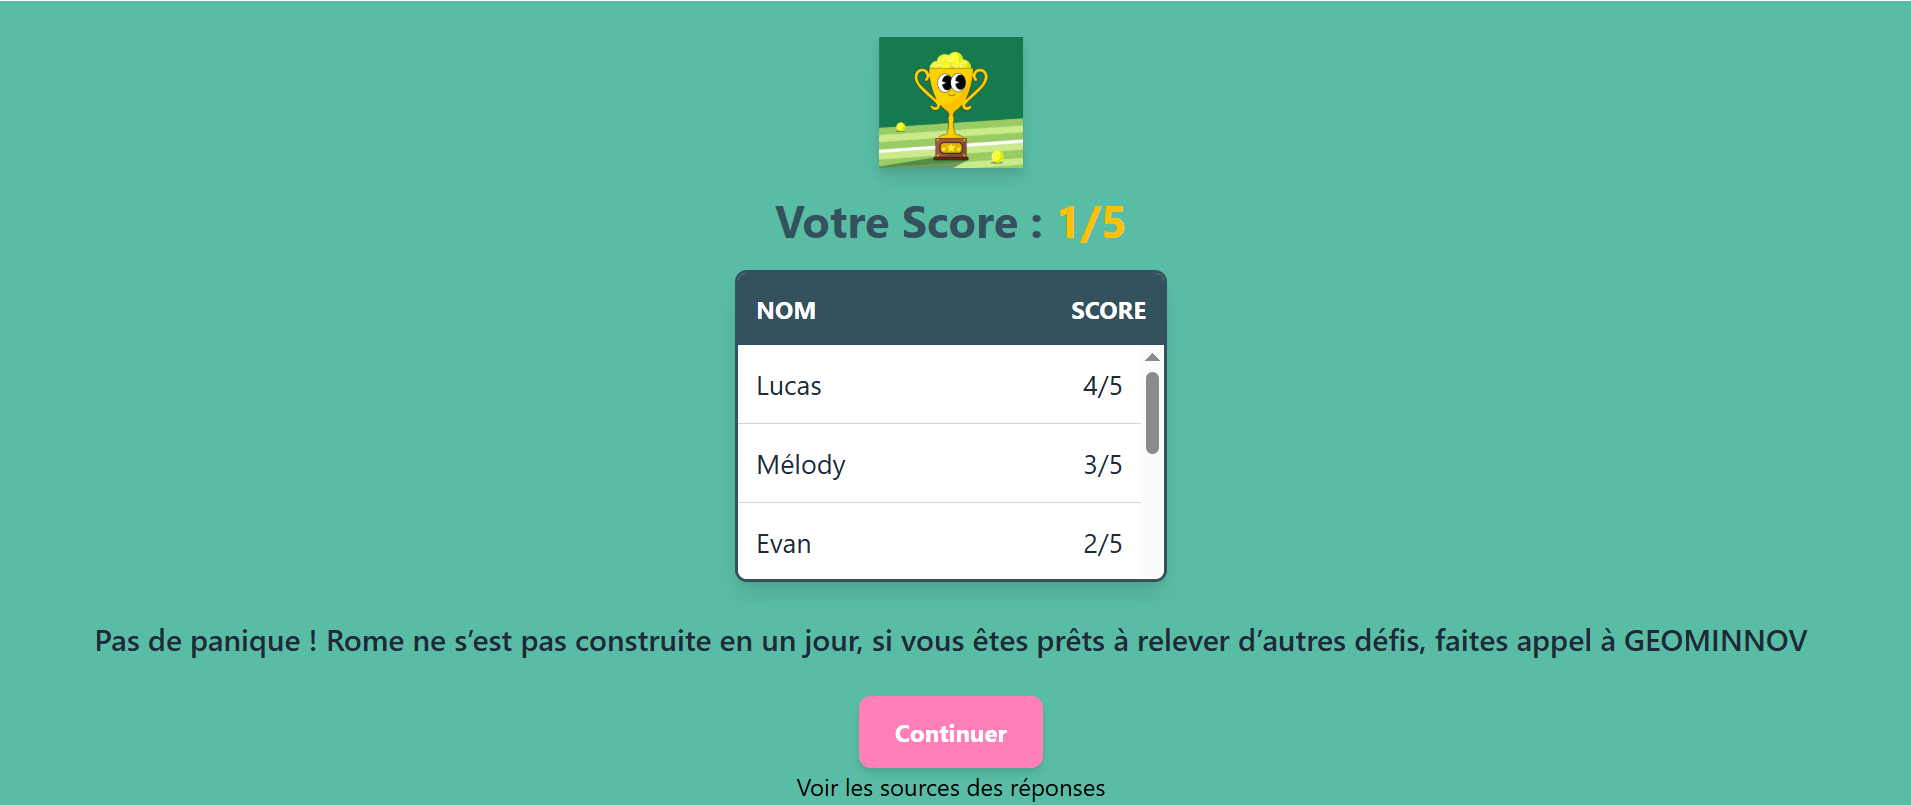 Votre Score : 1/5
NOM SCORE
Lucas 4/5
Mélody 3/5
Evan 2/5
Pas de panique ! Rome ne s’est pas construite en un jour, si vous êtes prêts à relever d’autres défis, faites appel à GEOMINNOV
Continuer
Voir les sources des réponses